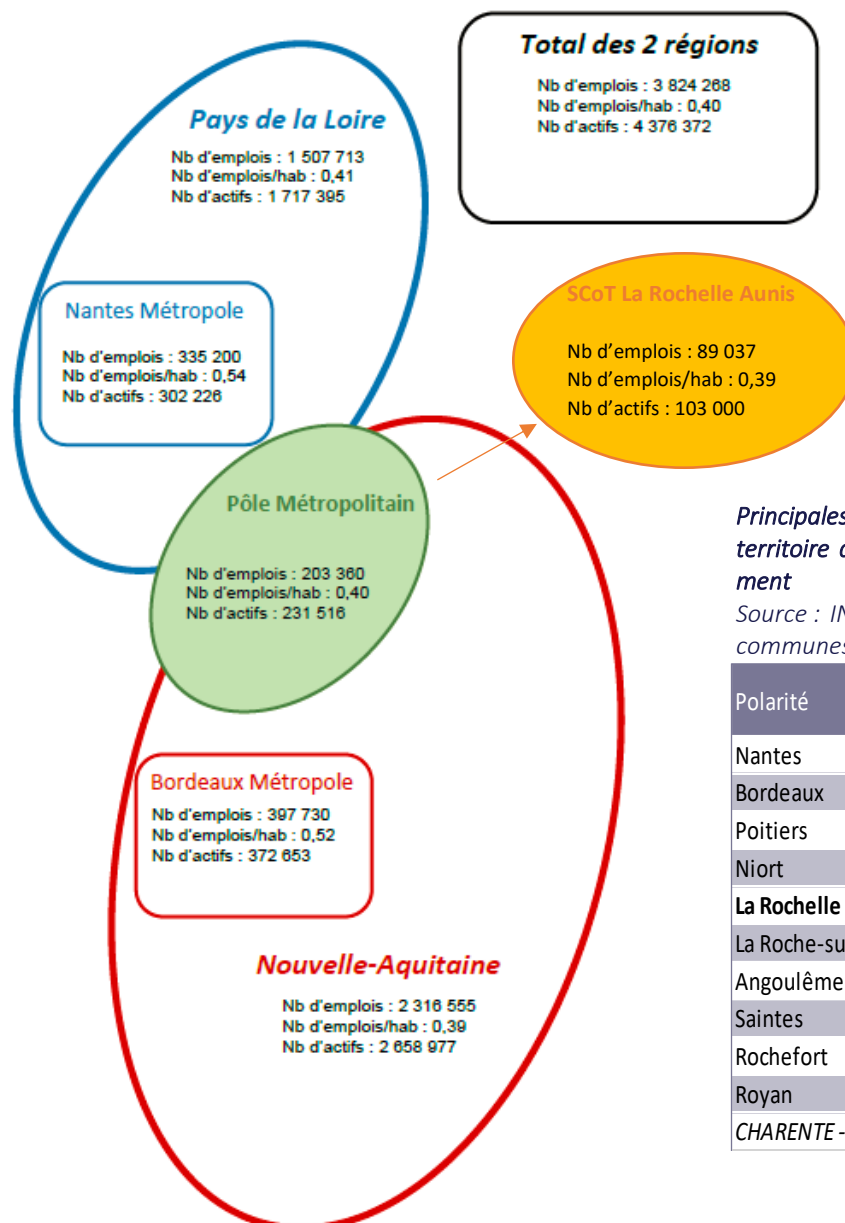 Total des 2 régions
Nb d'emplois : 3 824 268
Nb d'emplois/hab : 0,40
Nb d'actifs : 4 376 372
Pays de la Loire
Nb d'emplois : 1 507 713
Nb d'emplois/hab : 0,41
Nb d'actifs : 1 717 395
Nantes Métropole
Nb d'emplois : 335 200
Nb d'emplois/hab : 0,54
Nb d'actifs : 302 226
SCoT La Rochelle Aunis
Nb d'emplois : 89 037
Nb d'emplois/hab : 0,39
Nb d'actifs : 103 000
Pôle Métropolitain
Nb d'emplois : 203 360
Nb d'emplois/hab : 0,40
Nb d'actifs : 231 516
Bordeaux Métropole
Nb d'emplois : 397 730
Nb d'emplois/hab : 0,52
Nb d'actifs : 372 653
Nouvelle-Aquitaine
Nb d'emplois : 2 316 555
Nb d'emplois/hab : 0,39
Nb d'actifs : 2 658 977
Principales
territoire
ment
Source :
communes
Polarité
Nantes
Bordeaux
Poitiers
Niort
La Rochelle
La Roche-su
Angoulême
Saintes
Rochefort
Royan
CHARENTE -